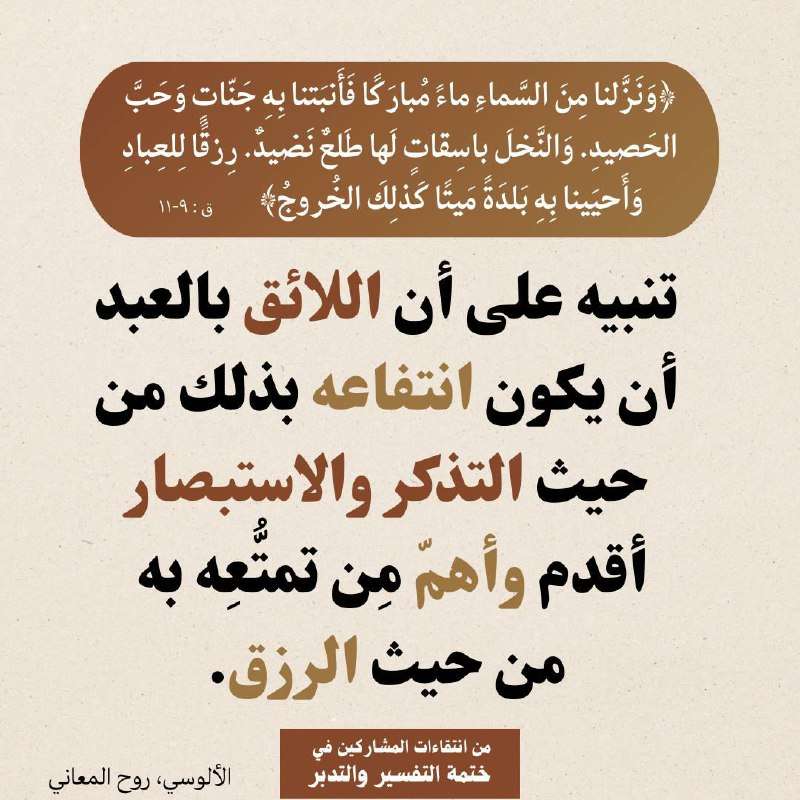 ﴿وَنَزَّلنا مِنَ السَّماءِ ماءً مُبارَكًا فَأَنبَتنا بِهِ جَنّاتٍ وَحَبَّ
الحَصيدِ. وَالنَّخلَ باسِقاتٍ لَها طَلعٌ نَضيدٌ. رِزقًا لِلعِبادِ
وَأَحيَينا بِهِ بَلدَةً مَيتًا كَذلِكَ الخُروجُ﴾ ق : ٩-١١
تنبيه على أن اللائق بالعبد
أن يكون انتفاعه بذلك من
حيث التذكر والاستبصار
أقدم وأهمّ مِن تمتُّعِه به
من حيث الرزق.
من انتقاءات المشاركين في
ختمة التفسير والتدبر
الألوسي، روح المعاني